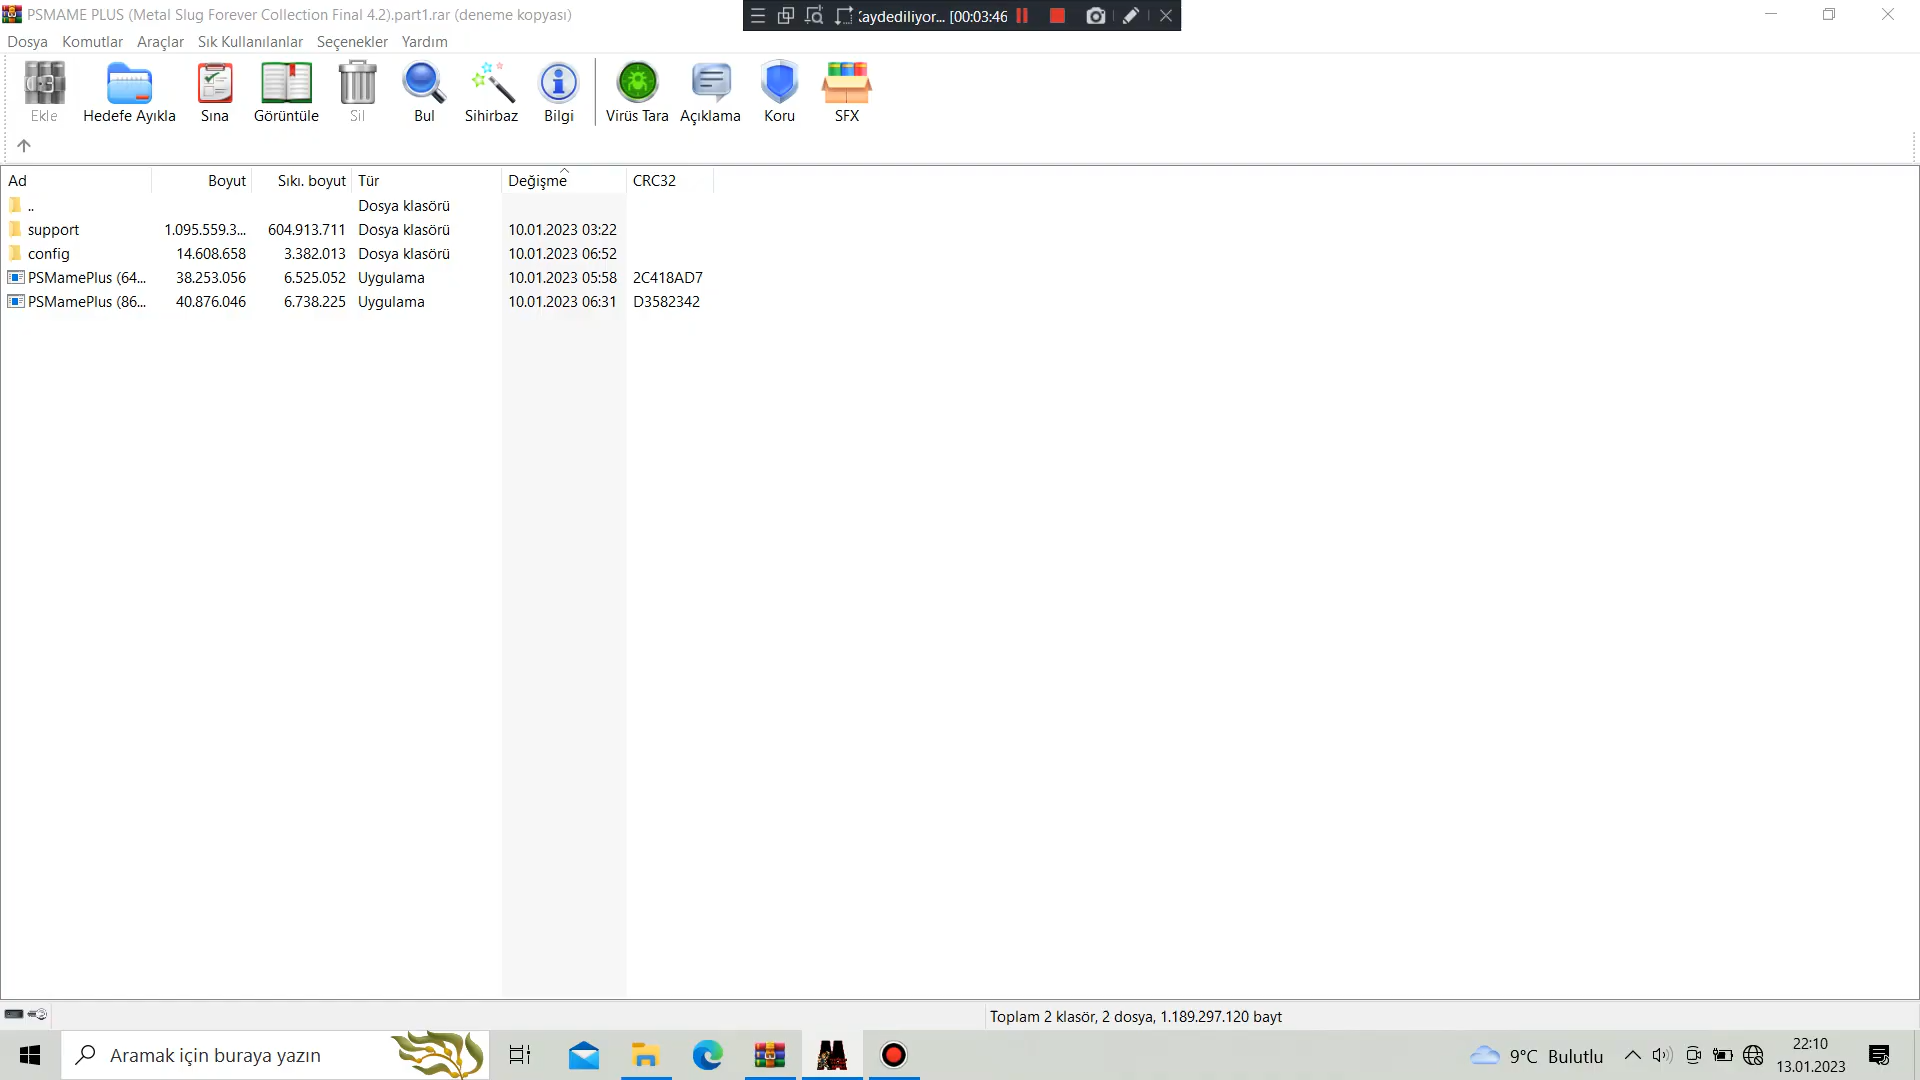 PSMAME PLUS (Metal Slug Forever Collection Final 4.2).part1.rar (deneme kopyası)
aydediliyor... [00:03:46]
Dosya Komutlar Araçlar Sık Kullanılanlar Seçenekler Yardım
Ekle Hedefe Ayıkla Sına Görüntüle Sil Bul Sihirbaz Bilgi Virüs Tara Açıklama Koru SFX
Ad Boyut Sıkı. boyut Tür Değişme CRC32
.. Dosya klasörü
support 1.095.559.3... 604.913.711 Dosya klasörü 10.01.2023 03:22
config 14.608.658 3.382.013 Dosya klasörü 10.01.2023 06:52
PSMamePlus (64... 38.253.056 6.525.052 Uygulama 10.01.2023 05:58 2C418AD7
PSMamePlus (86... 40.876.046 6.738.225 Uygulama 10.01.2023 06:31 D3582342
Toplam 2 klasör, 2 dosya, 1.189.297.120 bayt
Aramak için buraya yazın
9°C Bulutlu
22:10
13.01.2023